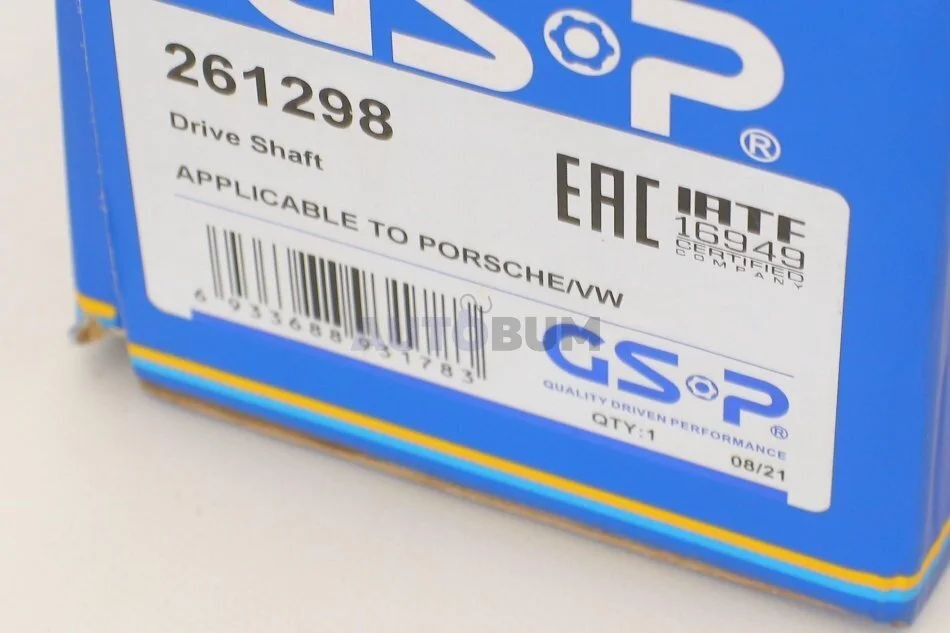 GSP®
261298
Drive Shaft
APPLICABLE TO PORSCHE/VW
EAC
IATF
16949
CERTIFIED
COMPANY
6 933688 931783
AUTOBUM
GSP®
QUALITY DRIVEN PERFORMANCE
QTY:1
08/21